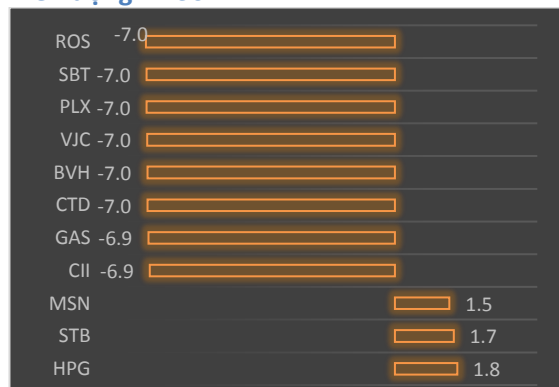 ROS -7.0
SBT -7.0
PLX -7.0
VJC -7.0
BVH -7.0
CTD -7.0
GAS -6.9
CII -6.9
MSN 1.5
STB 1.7
HPG 1.8